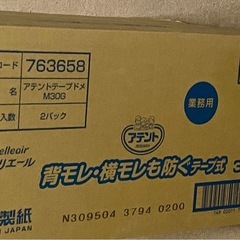 コード 763658
品名 アテントテープドメ
M30G
入数 2パック
業務用
elleair
リエール
アテント
背モレ・横モレも防ぐテープ式
製紙
N309504 3794 0200
JAPAN